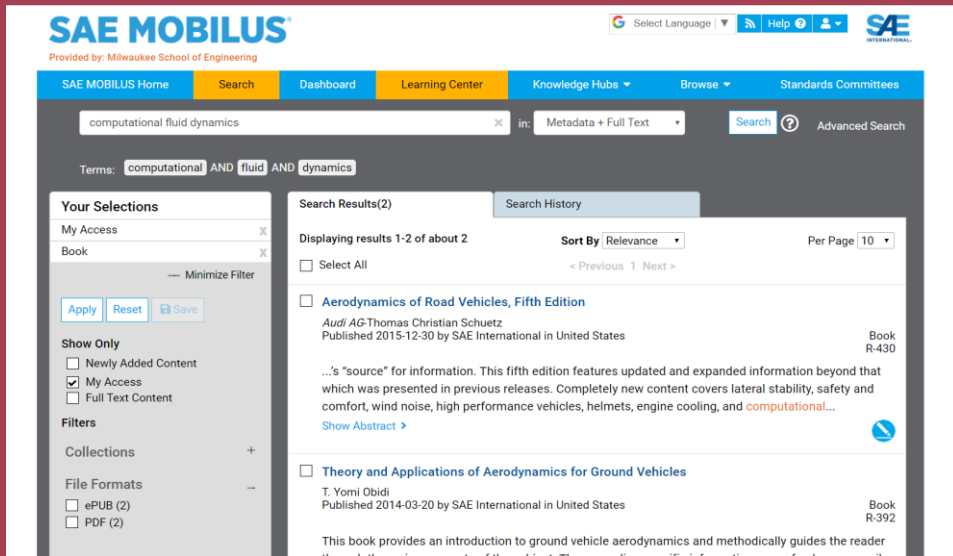 SAE MOBILUS®
Provided by: Milwaukee School of Engineering
G Select Language ▼ Help SAE INTERNATIONAL.
SAE MOBILUS Home Search Dashboard Learning Center Knowledge Hubs Browse Standards Committees
computational fluid dynamics × in: Metadata + Full Text Search ? Advanced Search
Terms: computational AND fluid AND dynamics
Your Selections
My Access X
Book X
— Minimize Filter
Apply Reset Save
Show Only
Newly Added Content
My Access
Full Text Content
Filters
Collections +
File Formats –
ePUB (2)
PDF (2)
Search Results(2) Search History
Displaying results 1-2 of about 2 Sort By Relevance Per Page 10
Select All < Previous 1 Next >
Aerodynamics of Road Vehicles, Fifth Edition
Audi AG-Thomas Christian Schuetz
Published 2015-12-30 by SAE International in United States Book
R-430
...'s “source” for information. This fifth edition features updated and expanded information beyond that
which was presented in previous releases. Completely new content covers lateral stability, safety and
comfort, wind noise, high performance vehicles, helmets, engine cooling, and computational...
Show Abstract >
Theory and Applications of Aerodynamics for Ground Vehicles
T. Yomi Obidi
Published 2014-03-20 by SAE International in United States Book
R-392
This book provides an introduction to ground vehicle aerodynamics and methodically guides the reader